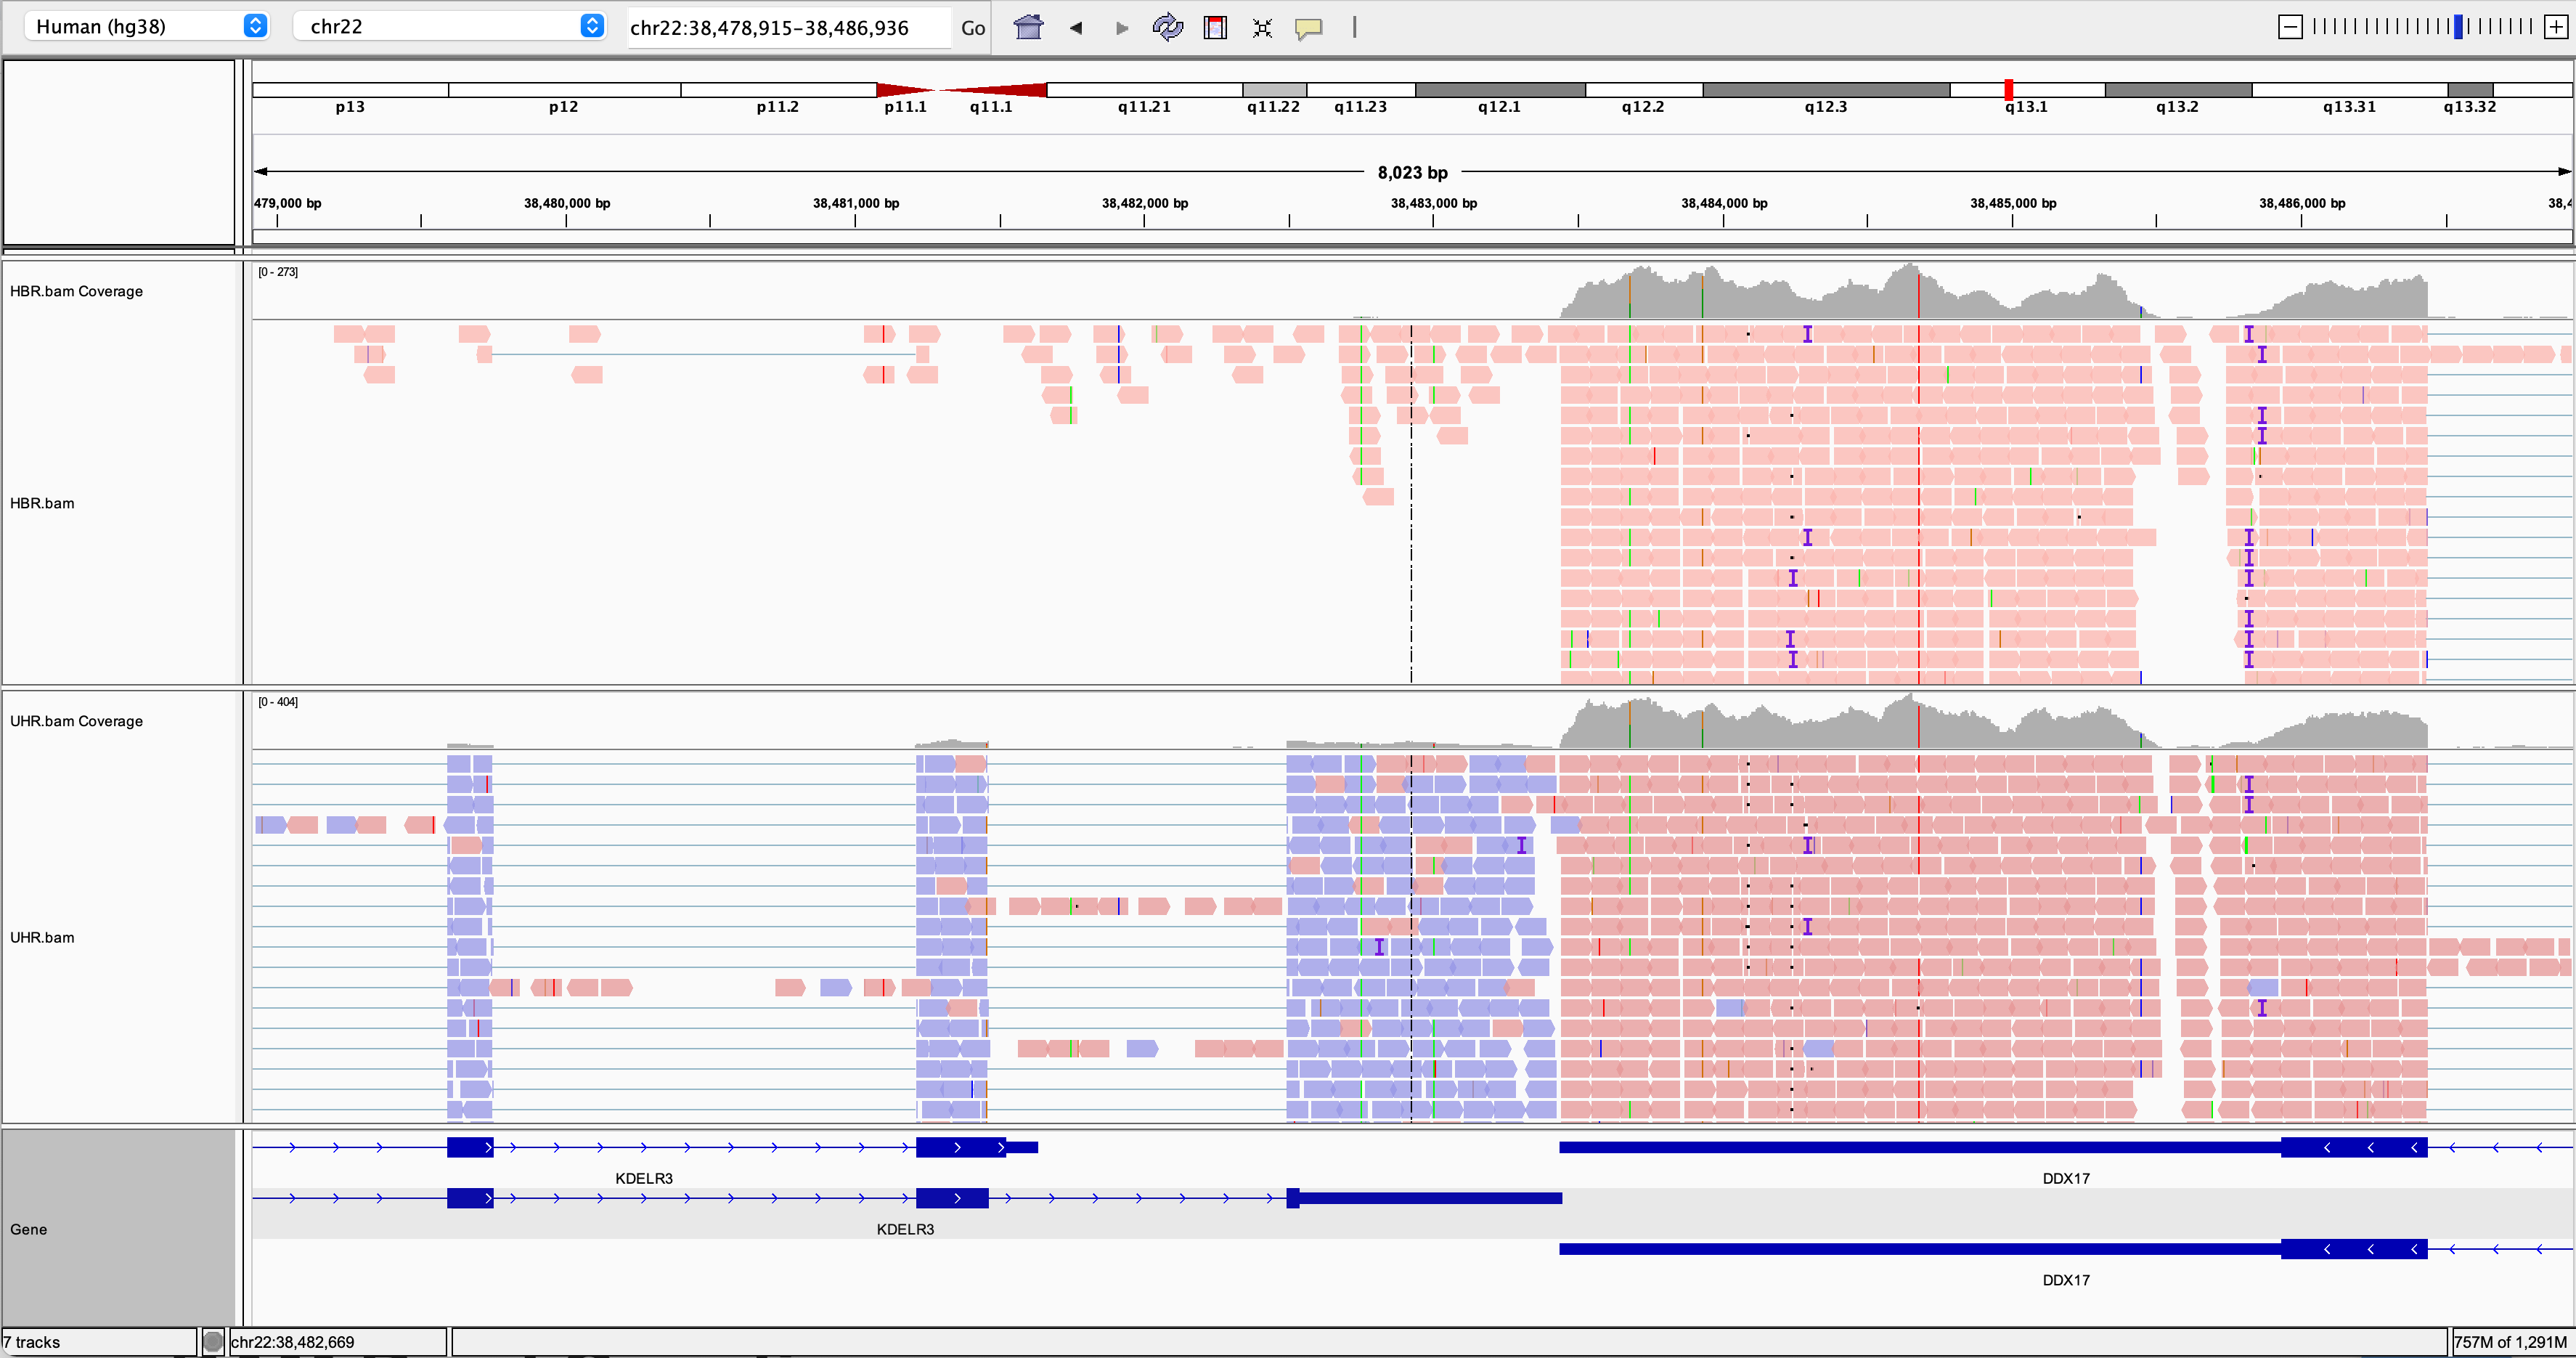 Human (hg38) chr22 chr22:38,478,915-38,486,936 Go
p13 p12 p11.2 p11.1 q11.1 q11.21 q11.22 q11.23 q12.1 q12.2 q12.3 q13.1 q13.2 q13.31 q13.32
8,023 bp
479,000 bp 38,480,000 bp 38,481,000 bp 38,482,000 bp 38,483,000 bp 38,484,000 bp 38,485,000 bp 38,486,000 bp 38,4
[0 - 273]
HBR.bam Coverage
HBR.bam
[0 - 404]
UHR.bam Coverage
UHR.bam
KDELR3 DDX17
Gene KDELR3
DDX17
7 tracks chr22:38,482,669 757M of 1,291M